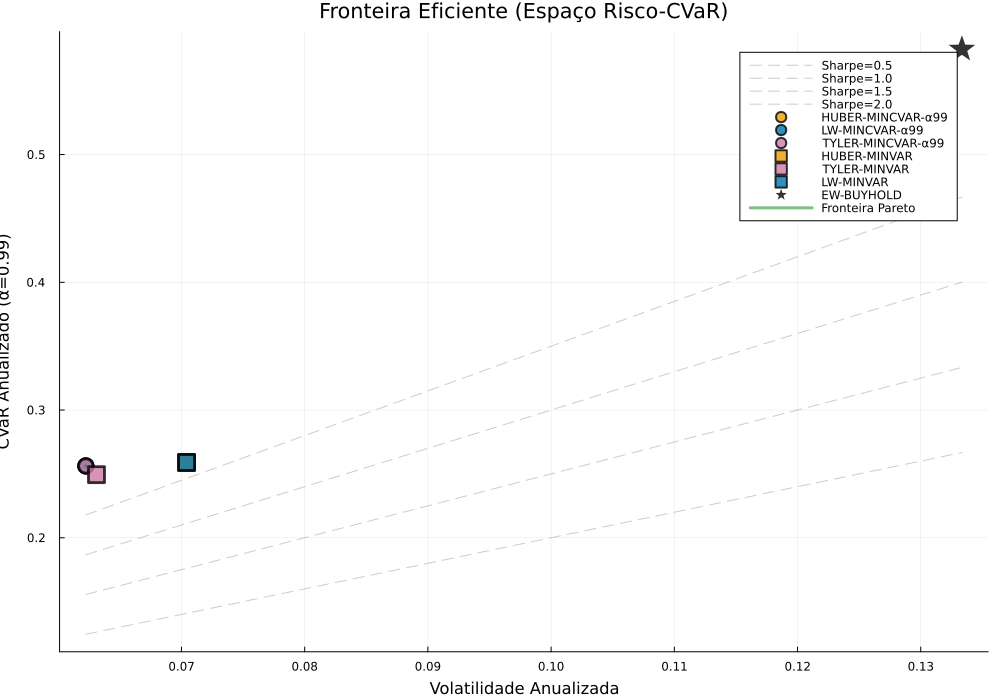 Fronteira Eficiente (Espaço Risco-CVaR)
Sharpe=0.5
Sharpe=1.0
Sharpe=1.5
Sharpe=2.0
HUBER-MINCVAR-α99
LW-MINCVAR-α99
TYLER-MINCVAR-α99
HUBER-MINVAR
TYLER-MINVAR
LW-MINVAR
EW-BUYHOLD
Fronteira Pareto
CVaR Anualizado (α=0.99)
0.5
0.4
0.3
0.2
0.07
0.08
0.09
0.10
0.11
0.12
0.13
Volatilidade Anualizada